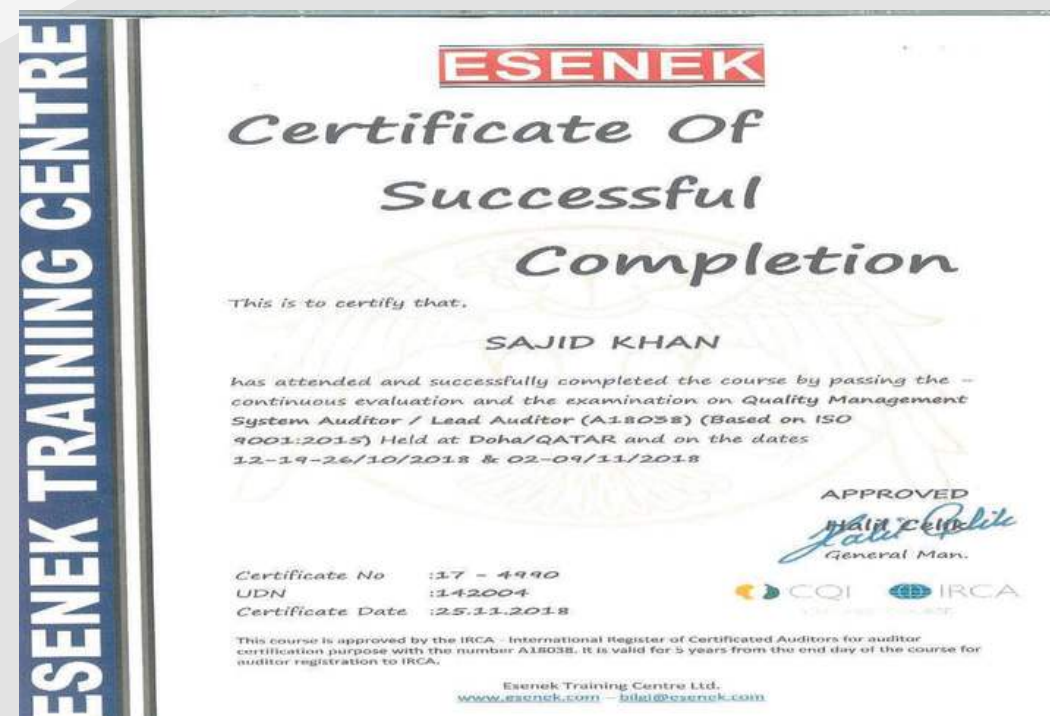 ESENEK TRAINING CENTRE
ESENEK
Certificate Of
Successful
Completion
This is to certify that,
SAJID KHAN
has attended and successfully completed the course by passing the –
continuous evaluation and the examination on Quality Management
System Auditor / Lead Auditor (A18038) (Based on ISO
9001:2015) Held at Doha/QATAR and on the dates
12-19-26/10/2018 & 02-09/11/2018
APPROVED
Halil Celik
General Man.
Certificate No :17 - 4990
UDN :142004
Certificate Date :25.11.2018
CQI IRCA
This course is approved by the IRCA - International Register of Certificated Auditors for auditor
certification purpose with the number A18038. It is valid for 5 years from the end day of the course for
auditor registration to IRCA.
Esenek Training Centre Ltd.
www.esenek.com – bilgi@esenek.com